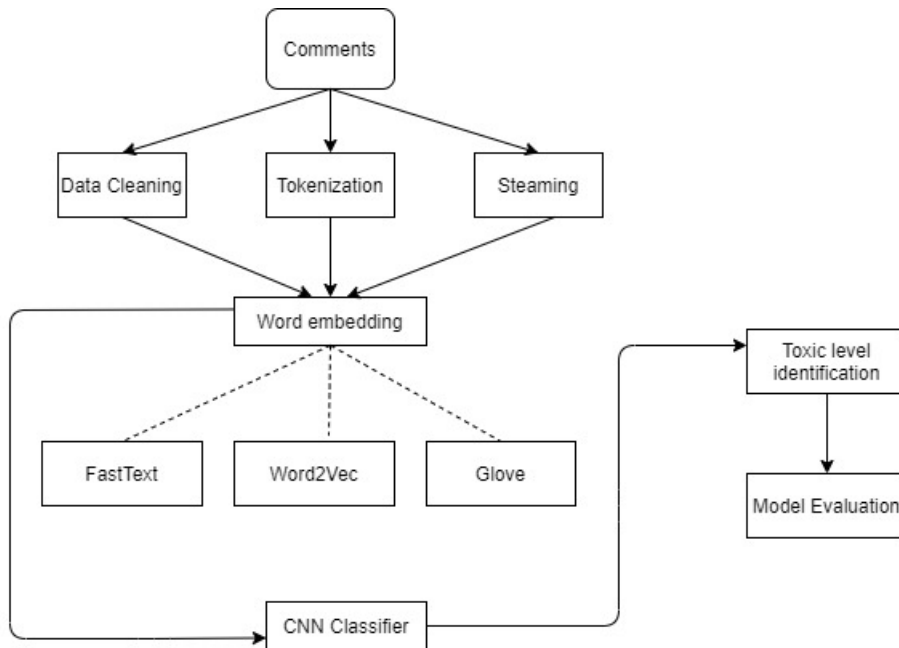 Comments
Data Cleaning
Tokenization
Steaming
Word embedding
FastText
Word2Vec
Glove
CNN Classifier
Toxic level
identification
Model Evaluation